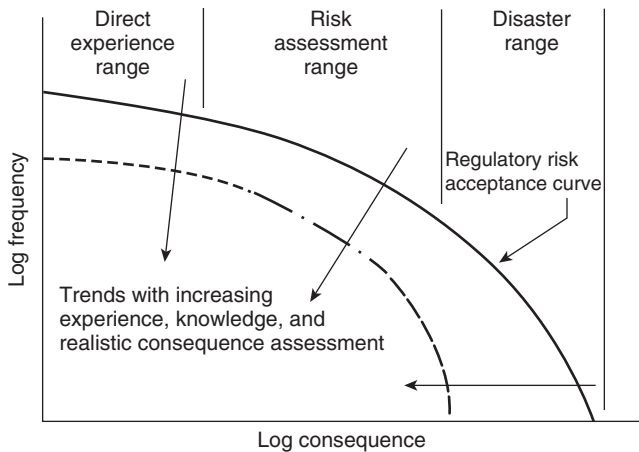 Direct
experience
range
Risk
assessment
range
Disaster
range
Regulatory risk
acceptance curve
Log frequency
Trends with increasing
experience, knowledge, and
realistic consequence assessment
Log consequence